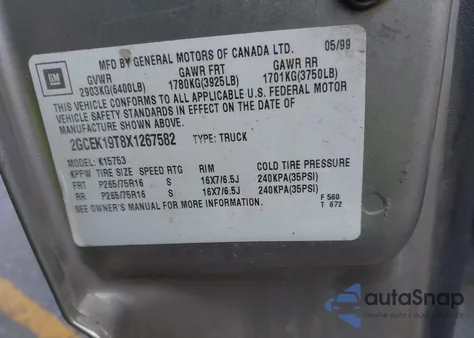 GM
MFD BY GENERAL MOTORS OF CANADA LTD. 05/99
GVWR GAWR FRT GAWR RR
2903KG(6400LB) 1780KG(3925LB) 1701KG(3750LB)
THIS VEHICLE CONFORMS TO ALL APPLICABLE U.S. FEDERAL MOTOR
VEHICLE SAFETY STANDARDS IN EFFECT ON THE DATE OF
MANUFACTURE SHOWN ABOVE.
2GCEK19T8X1267582 TYPE: TRUCK
MODEL: K15753
KPPW TIRE SIZE SPEED RTG RIM COLD TIRE PRESSURE
FRT P265/75R16 S 16X7/6.5J 240KPA(35PSI)
RR P265/75R16 S 16X7/6.5J 240KPA(35PSI)
SEE OWNER'S MANUAL FOR MORE INFORMATION. F 560
T 672
autoSnap